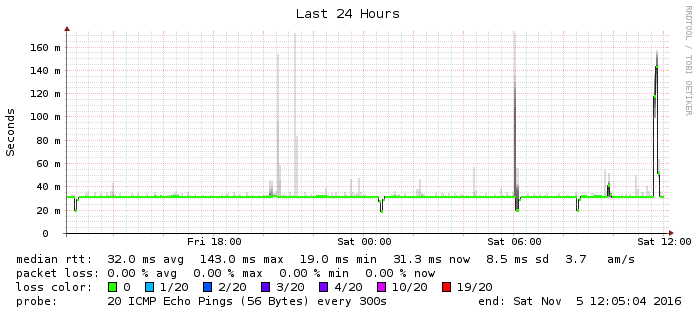 Last 24 Hours
RRDTOOL / TOBI OETIKER
Seconds
160 m
140 m
120 m
100 m
80 m
60 m
40 m
20 m
0
Fri 18:00 Sat 00:00 Sat 06:00 Sat 12:00
median rtt: 32.0 ms avg 143.0 ms max 19.0 ms min 31.3 ms now 8.5 ms sd 3.7 am/s
packet loss: 0.00 % avg 0.00 % max 0.00 % min 0.00 % now
loss color: 0 1/20 2/20 3/20 4/20 10/20 19/20
probe: 20 ICMP Echo Pings (56 Bytes) every 300s end: Sat Nov 5 12:05:04 2016